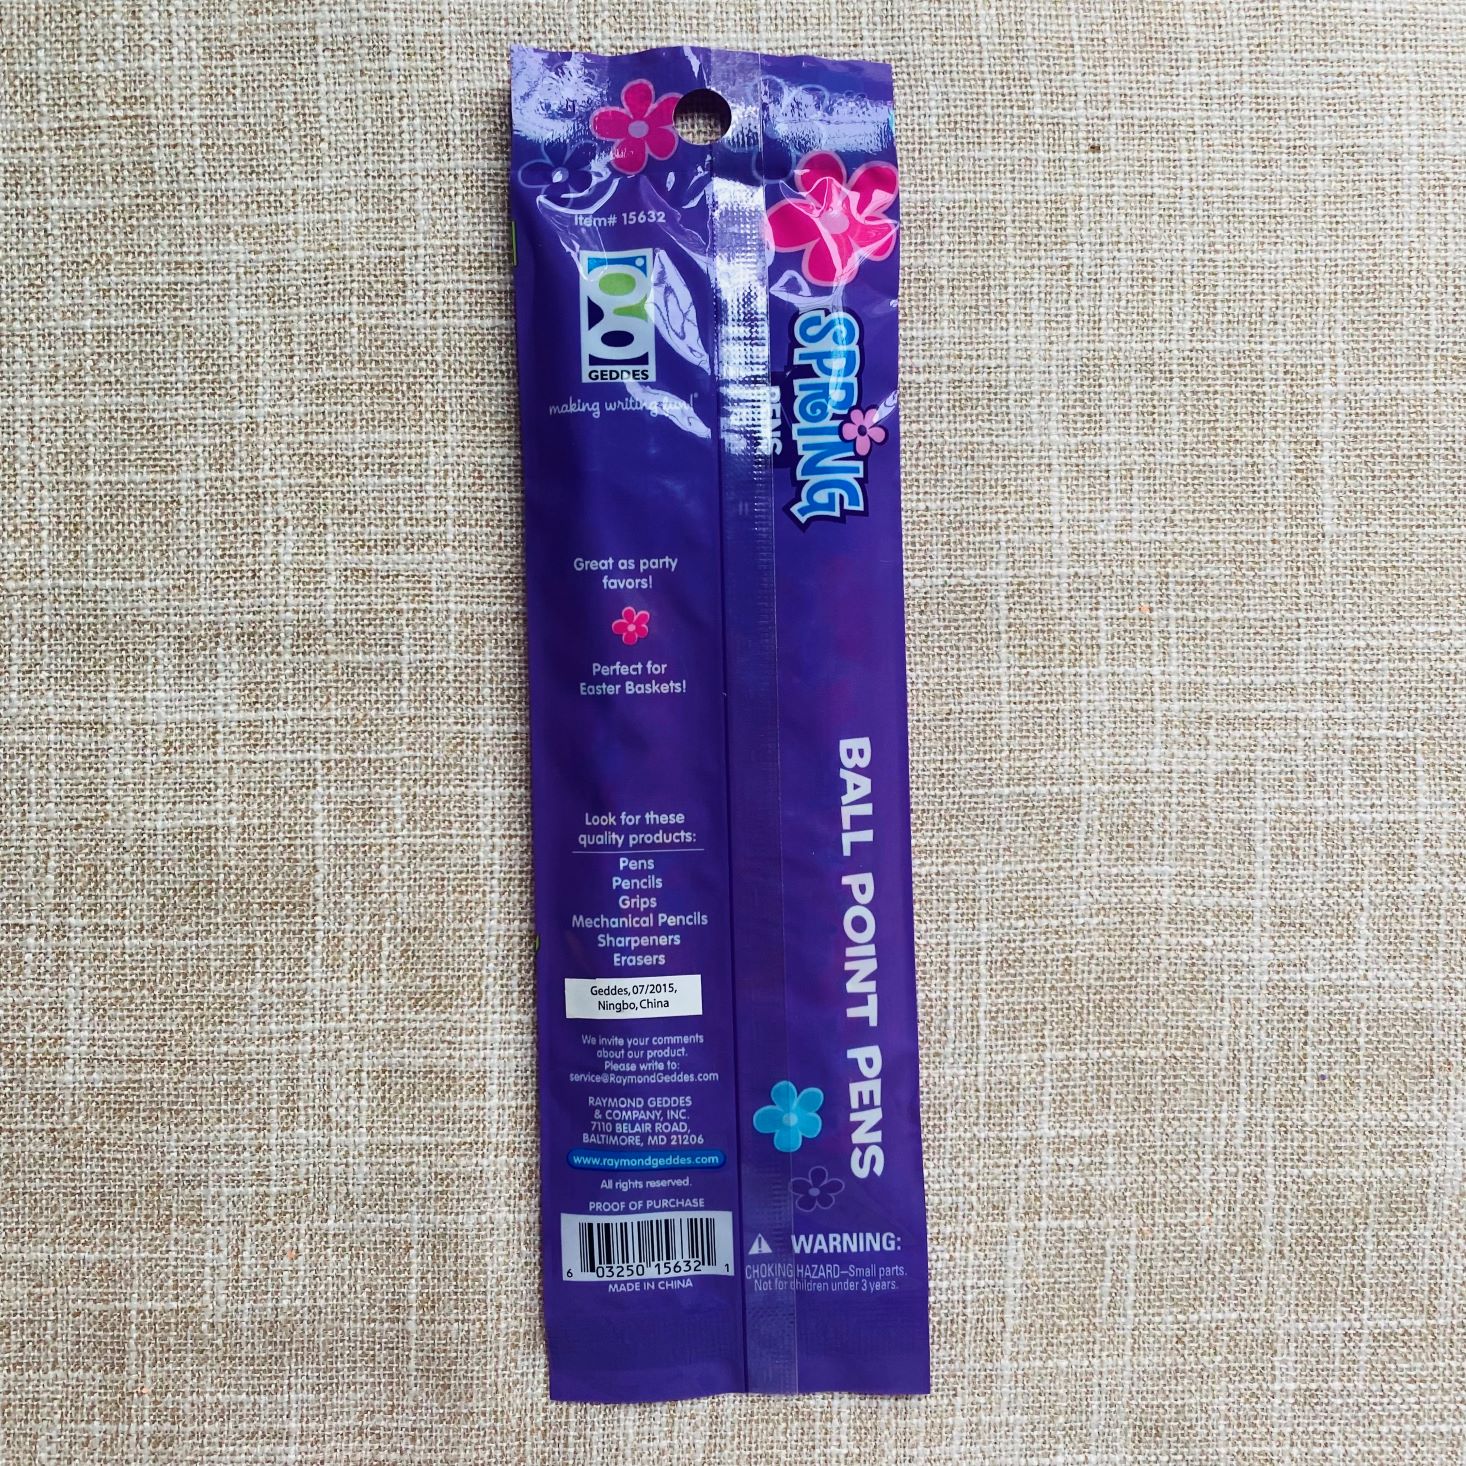 Item# 15632
GEDDES
making writing fun!
Great as party
favors!
Perfect for
Easter Baskets!
Look for these
quality products:
Pens
Pencils
Grips
Mechanical Pencils
Sharpeners
Erasers
Geddes, 07/2015,
Ningbo, China
We invite your comments
about our product.
Please write to:
service@RaymondGeddes.com
RAYMOND GEDDES
& COMPANY, INC.
7110 BELAIR ROAD,
BALTIMORE, MD 21206
www.raymondgeddes.com
All rights reserved.
PROOF OF PURCHASE
6 03250 15632 1
MADE IN CHINA
SPRING
PENS
BALL POINT PENS
WARNING:
CHOKING HAZARD—Small parts.
Not for children under 3 years.